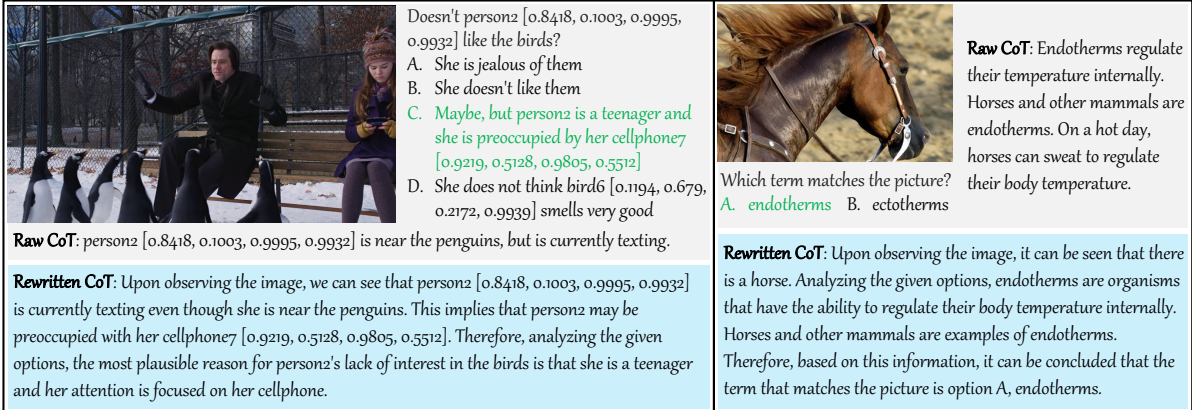 Doesn't person2 [0.8418, 0.1003, 0.9995,
0.9932] like the birds?
A. She is jealous of them
B. She doesn't like them
C. Maybe, but person2 is a teenager and
she is preoccupied by her cellphone7
[0.9219, 0.5128, 0.9805, 0.5512]
D. She does not think bird6 [0.1194, 0.679,
0.2172, 0.9939] smells very good
Raw CoT: person2 [0.8418, 0.1003, 0.9995, 0.9932] is near the penguins, but is currently texting.
Rewritten CoT: Upon observing the image, we can see that person2 [0.8418, 0.1003, 0.9995, 0.9932]
is currently texting even though she is near the penguins. This implies that person2 may be
preoccupied with her cellphone7 [0.9219, 0.5128, 0.9805, 0.5512]. Therefore, analyzing the given
options, the most plausible reason for person2's lack of interest in the birds is that she is a teenager
and her attention is focused on her cellphone.
Raw CoT: Endotherms regulate
their temperature internally.
Horses and other mammals are
endotherms. On a hot day,
horses can sweat to regulate
their body temperature.
Which term matches the picture?
A. endotherms B. ectotherms
Rewritten CoT: Upon observing the image, it can be seen that there
is a horse. Analyzing the given options, endotherms are organisms
that have the ability to regulate their body temperature internally.
Horses and other mammals are examples of endotherms.
Therefore, based on this information, it can be concluded that the
term that matches the picture is option A, endotherms.